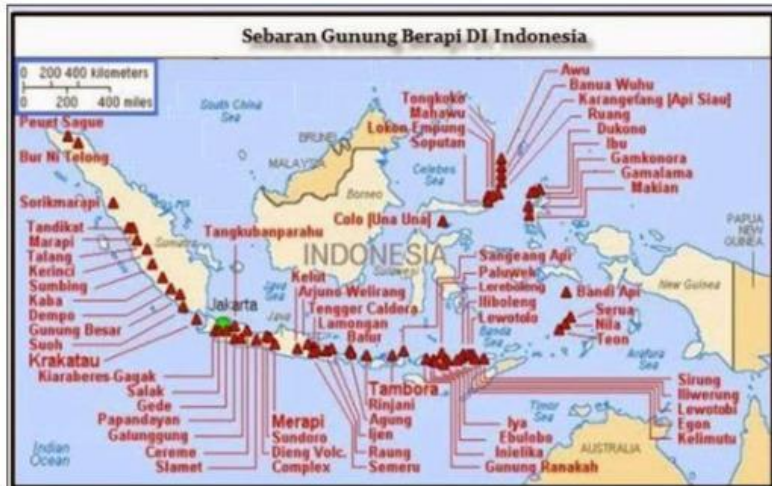 Sebaran Gunung Berapi DI Indonesia
0 200 400 kilometers
0 200 400 miles
South China
Sea
BRUNEI
MALAYSIA
Celebes
Sea
Borneo
Sumatra
INDONESIA
Sulawesi
Java
Sea
Java
Jakarta
Banda
Sea
New Guinea
PAPUA
NEW
GUINEA
Arafura
Sea
Timor
Sea
AUSTRALIA
Indian
Ocean
Peuet Sague
Bur Ni Telong
Sorikmarapi
Tandikat
Marapi
Talang
Kerinci
Sumbing
Kaba
Dempo
Gunung Besar
Suoh
Krakatau
Kiaraberes-Gagak
Salak
Gede
Papandayan
Galunggung
Cereme
Slamet
Tangkubanparahu
Merapi
Sundoro
Dieng Volc.
Complex
Kelut
Arjuno-Welirang
Tengger Caldera
Lamongan
Batur
Tambora
Rinjani
Agung
Ijen
Raung
Semeru
Tongkoko
Mahawu
Lokon Empung
Soputan
Colo [Una Una]
Awu
Banua Wuhu
Karangetang [Api Siau]
Ruang
Dukono
Ibu
Gamkonora
Gamalama
Makian
Sangeang Api
Paluweh
Lereboleng
Iliboleng
Lewotolo
Bandi Api
Serua
Nila
Teon
Iya
Ebulobo
Inielika
Gunung Ranakah
Sirung
Iliwerung
Lewotobi
Egon
Kelimutu